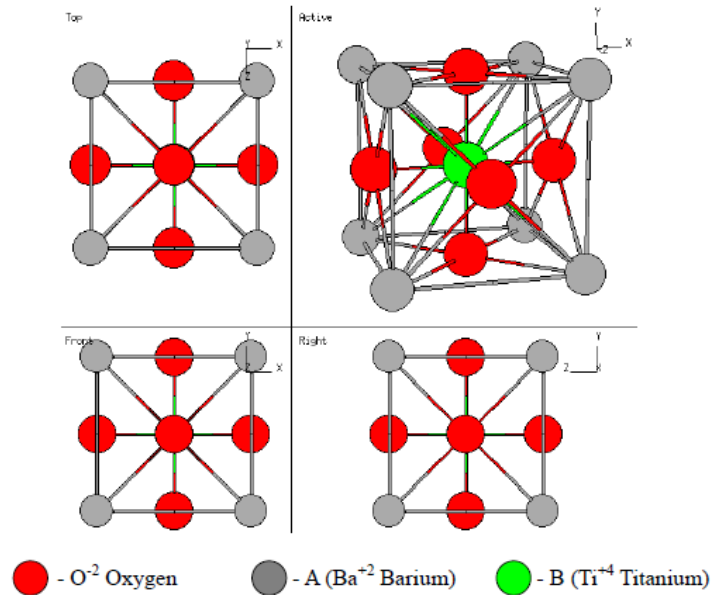 Top
Y
X
Z
Active
Y
Z
X
Front
Y
Z
X
Right
Y
Z
X
- O-2 Oxygen
- A (Ba+2 Barium)
- B (Ti+4 Titanium)